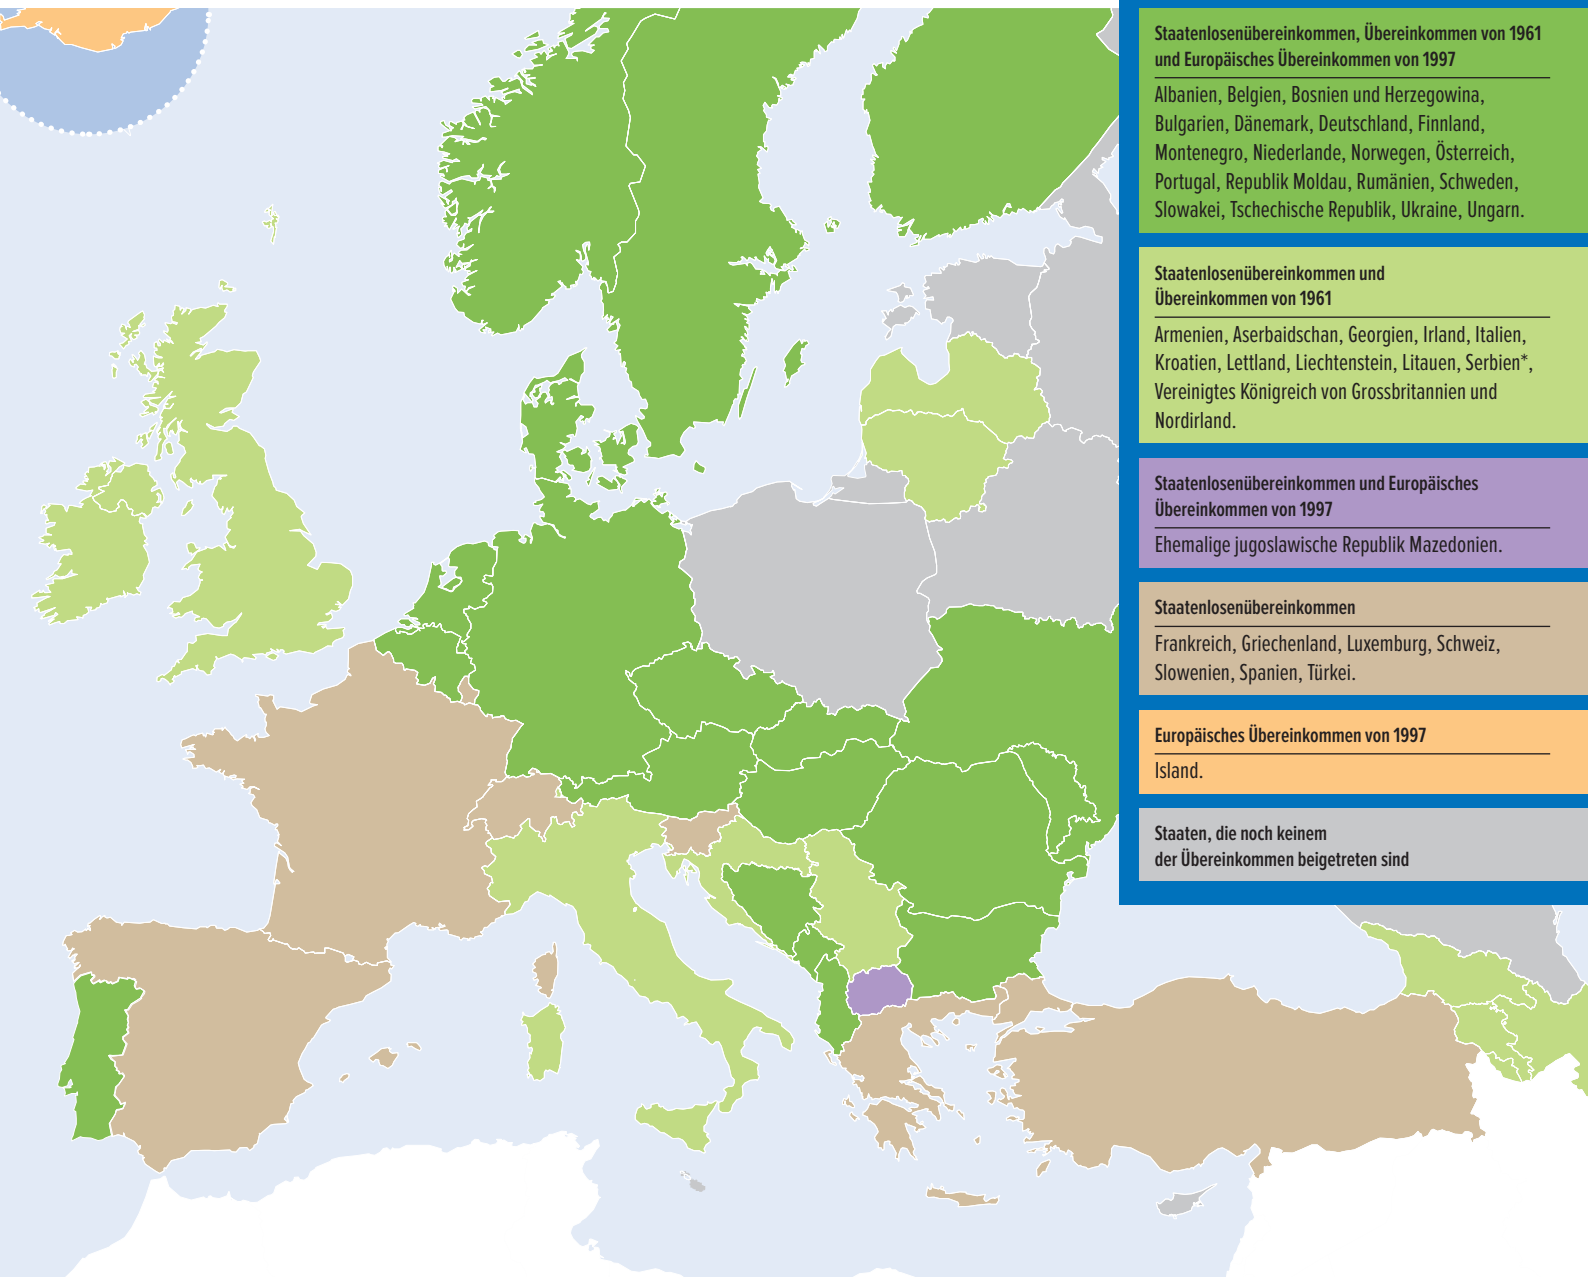 Staatenlosenübereinkommen, Übereinkommen von 1961
und Europäisches Übereinkommen von 1997
Albanien, Belgien, Bosnien und Herzegowina,
Bulgarien, Dänemark, Deutschland, Finnland,
Montenegro, Niederlande, Norwegen, Österreich,
Portugal, Republik Moldau, Rumänien, Schweden,
Slowakei, Tschechische Republik, Ukraine, Ungarn.
Staatenlosenübereinkommen und
Übereinkommen von 1961
Armenien, Aserbaidschan, Georgien, Irland, Italien,
Kroatien, Lettland, Liechtenstein, Litauen, Serbien*,
Vereinigtes Königreich von Grossbritannien und
Nordirland.
Staatenlosenübereinkommen und Europäisches
Übereinkommen von 1997
Ehemalige jugoslawische Republik Mazedonien.
Staatenlosenübereinkommen
Frankreich, Griechenland, Luxemburg, Schweiz,
Slowenien, Spanien, Türkei.
Europäisches Übereinkommen von 1997
Island.
Staaten, die noch keinem
der Übereinkommen beigetreten sind